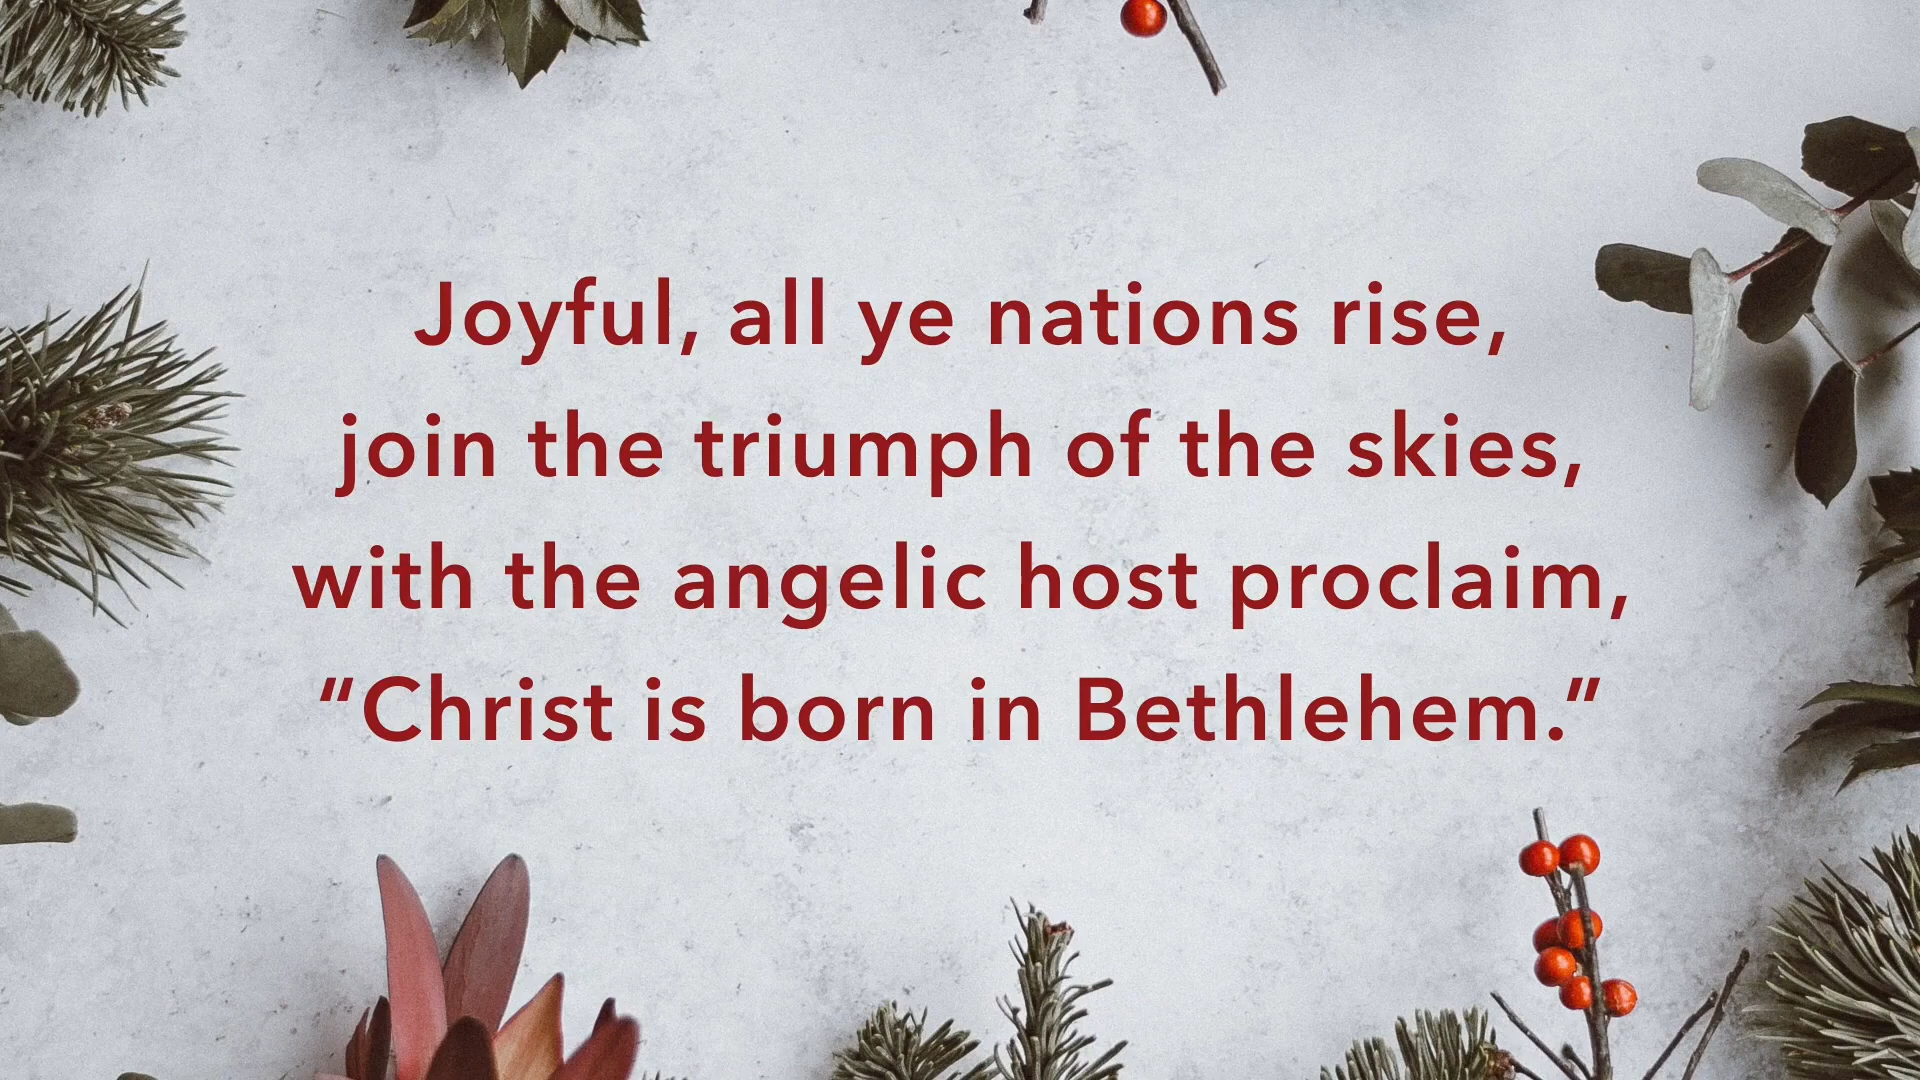 Joyful, all ye nations rise,
join the triumph of the skies,
with the angelic host proclaim,
“Christ is born in Bethlehem.”